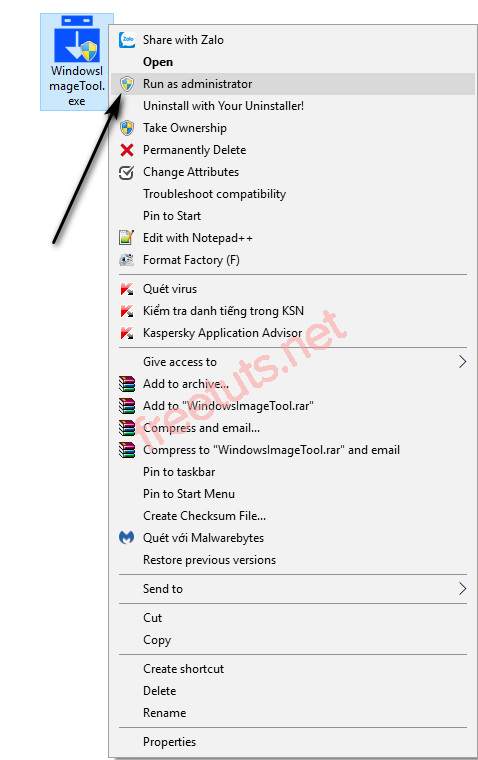 WindowsI
mageTool.
exe
Zalo
Share with Zalo
Open
Run as administrator
Uninstall with Your Uninstaller!
Take Ownership
Permanently Delete
Change Attributes
Troubleshoot compatibility
Pin to Start
Edit with Notepad++
Format Factory (F)
Quét virus
Kiểm tra danh tiếng trong KSN
Kaspersky Application Advisor
Give access to
Add to archive...
Add to "WindowsImageTool.rar"
Compress and email...
Compress to "WindowsImageTool.rar" and email
Pin to taskbar
Pin to Start Menu
Create Checksum File...
Quét với Malwarebytes
Restore previous versions
Send to
Cut
Copy
Create shortcut
Delete
Rename
Properties
freetuts.net